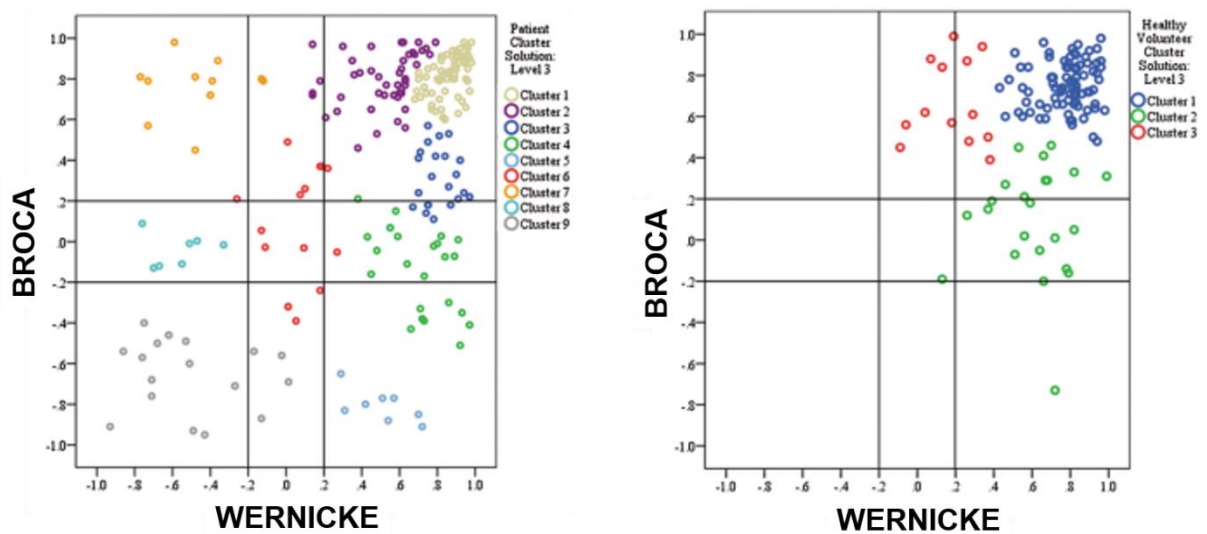 Patient
Cluster
Solution:
Level 3
Cluster 1
Cluster 2
Cluster 3
Cluster 4
Cluster 5
Cluster 6
Cluster 7
Cluster 8
Cluster 9
BROCA
1.0
.8
.6
.4
.2
.0
-.2
-.4
-.6
-.8
-1.0
-1.0 -.8 -.6 -.4 -.2 .0 .2 .4 .6 .8 1.0
WERNICKE
Healthy
Volunteer
Cluster
Solution:
Level 3
Cluster 1
Cluster 2
Cluster 3
BROCA
1.0
.8
.6
.4
.2
.0
-.2
-.4
-.6
-.8
-1.0
-1.0 -.8 -.6 -.4 -.2 .0 .2 .4 .6 .8 1.0
WERNICKE